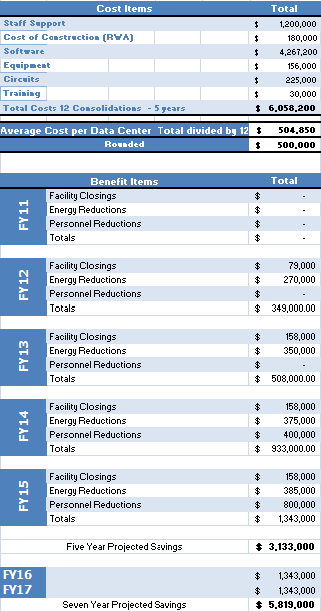 Cost Items Total
Staff Support $ 1,200,000
Cost of Construction (RWA) $ 180,000
Software $ 4,267,200
Equipment $ 156,000
Circuits $ 225,000
Training $ 30,000
Total Costs 12 Consolidations - 5 years $ 6,058,200
Average Cost per Data Center Total divided by 12 $ 504,850
Rounded $ 500,000
Benefit Items Total
FY11
Facility Closings $ -
Energy Reductions $ -
Personnel Reductions $ -
Totals $ -
FY12
Facility Closings $ 79,000
Energy Reductions $ 270,000
Personnel Reductions $ -
Totals $ 349,000.00
FY13
Facility Closings $ 158,000
Energy Reductions $ 350,000
Personnel Reductions $ -
Totals $ 508,000.00
FY14
Facility Closings $ 158,000
Energy Reductions $ 375,000
Personnel Reductions $ 400,000
Totals $ 933,000.00
FY15
Facility Closings $ 158,000
Energy Reductions $ 385,000
Personnel Reductions $ 800,000
Totals $ 1,343,000
Five Year Projected Savings $ 3,133,000
FY16 $ 1,343,000
FY17 $ 1,343,000
Seven Year Projected Savings $ 5,819,000